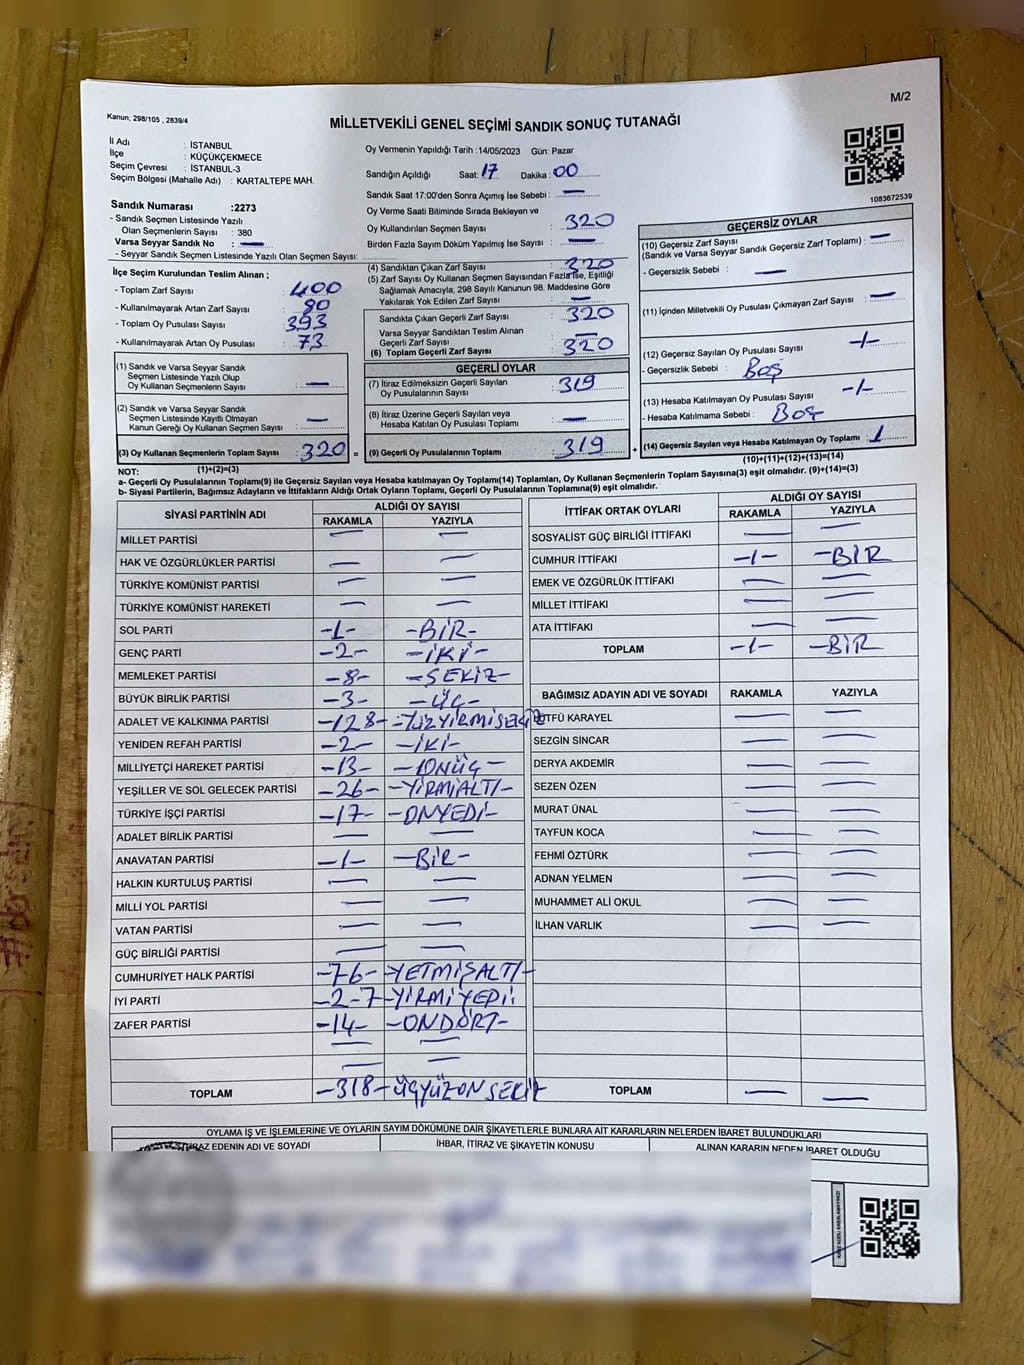 M/2
Kanun; 298/105 , 2839/4
MİLLETVEKİLİ GENEL SEÇİMİ SANDIK SONUÇ TUTANAĞI
İl Adı : İSTANBUL
İlçe : KÜÇÜKÇEKMECE
Seçim Çevresi : İSTANBUL-3
Seçim Bölgesi (Mahalle Adı) : KARTALTEPE MAH.
Sandık Numarası :2273
- Sandık Seçmen Listesinde Yazılı
Olan Seçmenlerin Sayısı : 380
Varsa Seyyar Sandık No : —
- Seyyar Sandık Seçmen Listesinde Yazılı Olan Seçmen Sayısı:
Oy Vermenin Yapıldığı Tarih :14/05/2023 Gün: Pazar
Sandığın Açıldığı Saat: 17 Dakika : 00
Sandık Saat 17:00'den Sonra Açımış İse Sebebi : —
Oy Verme Saati Bitiminde Sırada Bekleyen ve
Oy Kullandırılan Seçmen Sayısı : 320
Birden Fazla Sayım Döküm Yapılmış İse Sayısı : —
1083672539
İlçe Seçim Kurulundan Teslim Alınan ;
- Toplam Zarf Sayısı : 400
- Kullanılmayarak Artan Zarf Sayısı : 80
- Toplam Oy Pusulası Sayısı : 393
- Kullanılmayarak Artan Oy Pusulası : 73
(4) Sandıktan Çıkan Zarf Sayısı : 320
(5) Zarf Sayısı Oy Kullanan Seçmen Sayısından Fazla İse, Eşitliği
Sağlamak Amacıyla, 298 Sayılı Kanunun 98. Maddesine Göre
Yakılarak Yok Edilen Zarf Sayısı : —
Sandıkta Çıkan Geçerli Zarf Sayısı : 320
Varsa Seyyar Sandıktan Teslim Alınan
Geçerli Zarf Sayısı : —
(6) Toplam Geçerli Zarf Sayısı : 320
GEÇERSİZ OYLAR
(10) Geçersiz Zarf Sayısı : —
(Sandık ve Varsa Seyyar Sandık Geçersiz Zarf Toplamı)
- Geçersizlik Sebebi : —
(11) İçinden Milletvekili Oy Pusulası Çıkmayan Zarf Sayısı : —
(12) Geçersiz Sayılan Oy Pusulası Sayısı : -1-
- Geçersizlik Sebebi : Boş
(13) Hesaba Katılmayan Oy Pusulası Sayısı : -1-
- Hesaba Katılmama Sebebi : Boş
(14) Geçersiz Sayılan veya Hesaba Katılmayan Oy Toplamı : 1
(10)+(11)+(12)+(13)=(14)
(1) Sandık ve Varsa Seyyar Sandık
Seçmen Listesinde Yazılı Olup
Oy Kullanan Seçmenlerin Sayısı : —
(2) Sandık ve Varsa Seyyar Sandık
Seçmen Listesinde Kayıtlı Olmayan
Kanun Gereği Oy Kullanan Seçmen Sayısı : —
(3) Oy Kullanan Seçmenlerin Toplam Sayısı : 320 =
(1)+(2)=(3)
GEÇERLİ OYLAR
(7) İtiraz Edilmeksizin Geçerli Sayılan
Oy Pusulalarının Sayısı : 319
(8) İtiraz Üzerine Geçerli Sayılan veya
Hesaba Katılan Oy Pusulası Toplamı : —
(9) Geçerli Oy Pusulalarının Toplamı : 319 +
NOT:
a- Geçerli Oy Pusulalarının Toplamı(9) ile Geçersiz Sayılan veya Hesaba katılmayan Oy Toplamı(14) Toplamları, Oy Kullanan Seçmenlerin Toplam Sayısına(3) eşit olmalıdır. (9)+(14)=(3)
b- Siyasi Partilerin, Bağımsız Adayların ve İttifakların Aldığı Ortak Oyların Toplamı, Geçerli Oy Pusulalarının Toplamına(9) eşit olmalıdır.
SİYASİ PARTİNİN ADI ALDIĞI OY SAYISI
RAKAMLA YAZIYLA
MİLLET PARTİSİ — —
HAK VE ÖZGÜRLÜKLER PARTİSİ — —
TÜRKİYE KOMÜNİST PARTİSİ — —
TÜRKİYE KOMÜNİST HAREKETİ — —
SOL PARTİ -1- -BİR-
GENÇ PARTİ -2- -İKİ-
MEMLEKET PARTİSİ -8- -SEKİZ-
BÜYÜK BİRLİK PARTİSİ -3- -ÜÇ-
ADALET VE KALKINMA PARTİSİ -128- -YÜZYİRMİSEKİZ
YENİDEN REFAH PARTİSİ -2- -İKİ-
MİLLİYETÇİ HAREKET PARTİSİ -13- -ONÜÇ-
YEŞİLLER VE SOL GELECEK PARTİSİ -26- -YİRMİALTI-
TÜRKİYE İŞÇİ PARTİSİ -17- -ONYEDİ-
ADALET BİRLİK PARTİSİ — —
ANAVATAN PARTİSİ -1- -BİR-
HALKIN KURTULUŞ PARTİSİ — —
MİLLİ YOL PARTİSİ — —
VATAN PARTİSİ — —
GÜÇ BİRLİĞİ PARTİSİ — —
CUMHURİYET HALK PARTİSİ -76- -YETMİŞALTI-
İYİ PARTİ -2-7 -YİRMİYEDİ-
ZAFER PARTİSİ -14- -ONDÖRT-
— —
— —
TOPLAM -318- ÜÇYÜZONSEKİZ
İTTİFAK ORTAK OYLARI ALDIĞI OY SAYISI
RAKAMLA YAZIYLA
SOSYALİST GÜÇ BİRLİĞİ İTTİFAKI — —
CUMHUR İTTİFAKI -1- -BİR
EMEK VE ÖZGÜRLÜK İTTİFAKI — —
MİLLET İTTİFAKI — —
ATA İTTİFAKI — —
TOPLAM -1- -BİR
BAĞIMSIZ ADAYIN ADI VE SOYADI RAKAMLA YAZIYLA
KARAYEL — —
SEZGİN SİNCAR — —
DERYA AKDEMİR — —
SEZEN ÖZEN — —
MURAT ÜNAL — —
TAYFUN KOCA — —
FEHMİ ÖZTÜRK — —
ADNAN YELMEN — —
MUHAMMET ALİ OKUL — —
İLHAN VARLIK — —
TOPLAM — —
OYLAMA İŞ VE İŞLEMLERİNE VE OYLARIN SAYIM DÖKÜMÜNE DAİR ŞİKAYETLERLE BUNLARA AİT KARARLARIN NELERDEN İBARET BULUNDUKLARI
EDENİN ADI VE SOYADI İHBAR, İTİRAZ VE ŞİKAYETİN KONUSU ALINAN KARARIN NEDEN İBARET OLDUĞU